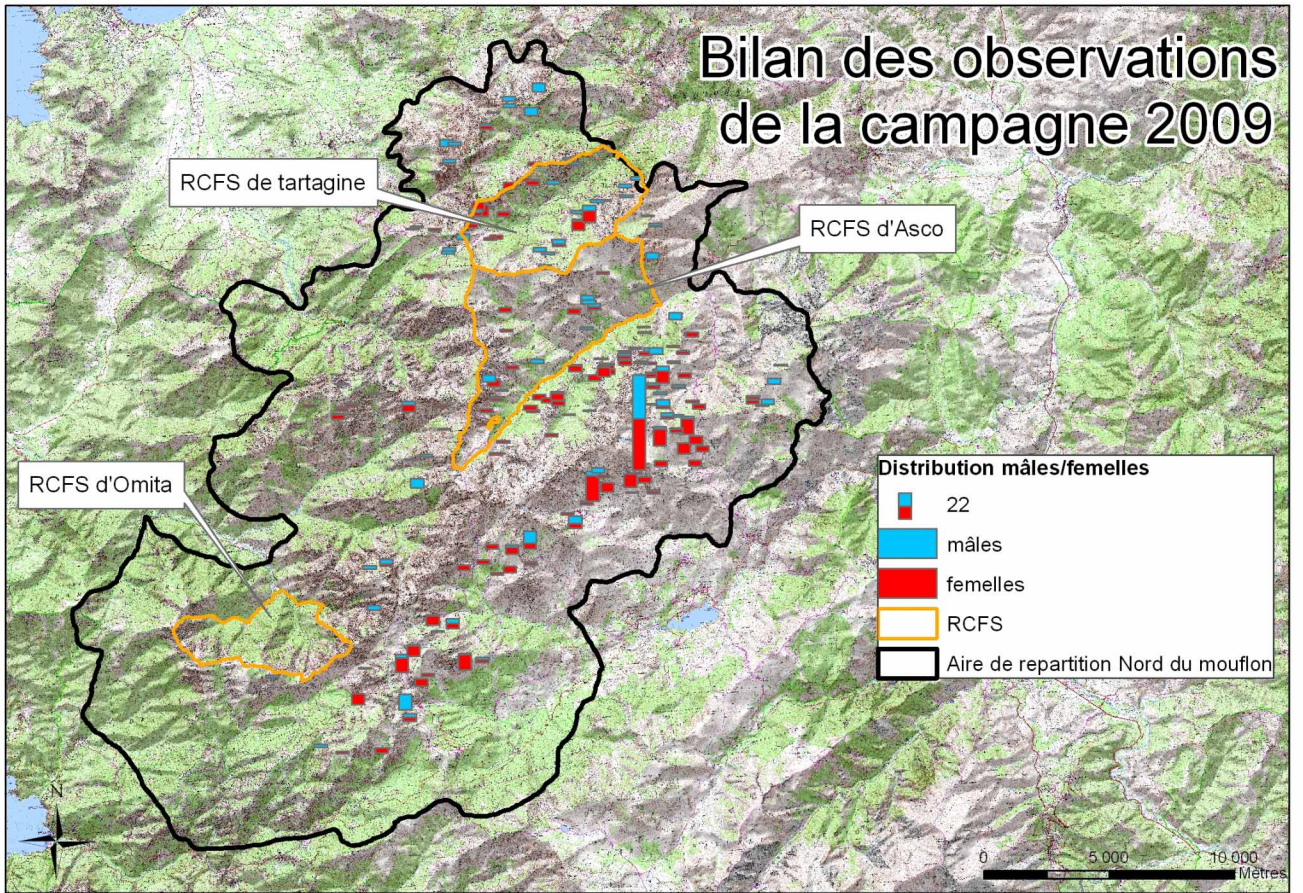 Bilan des observations
de la campagne 2009
RCFS de tartagine
RCFS d'Asco
RCFS d'Omita
Distribution mâles/femelles
22
mâles
femelles
RCFS
Aire de repartition Nord du mouflon
N
0 5 000 10 000
Mètres